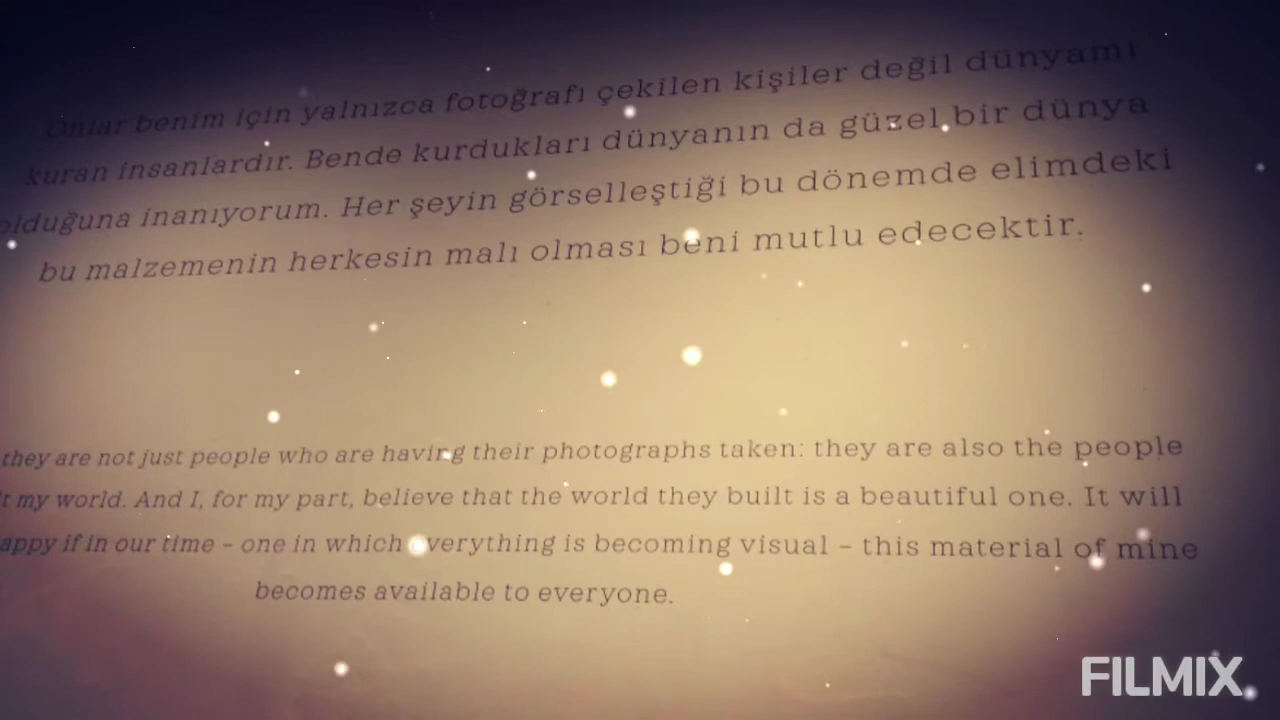 Onlar benim için yalnızca fotoğrafı çekilen kişiler değil dünyamı
kuran insanlardır. Bende kurdukları dünyanın da güzel bir dünya
olduğuna inanıyorum. Her şeyin görselleştiği bu dönemde elimdeki
bu malzemenin herkesin malı olması beni mutlu edecektir.
they are not just people who are having their photographs taken: they are also the people
my world. And I, for my part, believe that the world they built is a beautiful one. It will
if in our time – one in which everything is becoming visual – this material of mine
becomes available to everyone.
FILMIX